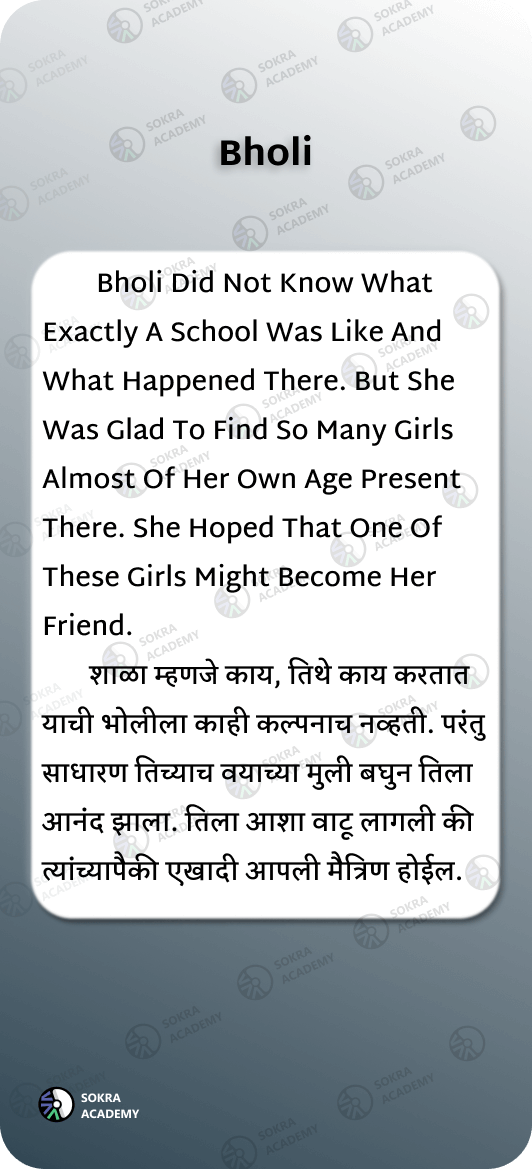 Bholi
Bholi Did Not Know What
Exactly A School Was Like And
What Happened There. But She
Was Glad To Find So Many Girls
Almost Of Her Own Age Present
There. She Hoped That One Of
These Girls Might Become Her
Friend.
शाळा म्हणजे काय, तिथे काय करतात
याची भोलीला काही कल्पनाच नव्हती. परंतु
साधारण तिच्याच वयाच्या मुली बघुन तिला
आनंद झाला. तिला आशा वाटू लागली की
त्यांच्यापैकी एखादी आपली मैत्रिण होईल.
SOKRA
ACADEMY